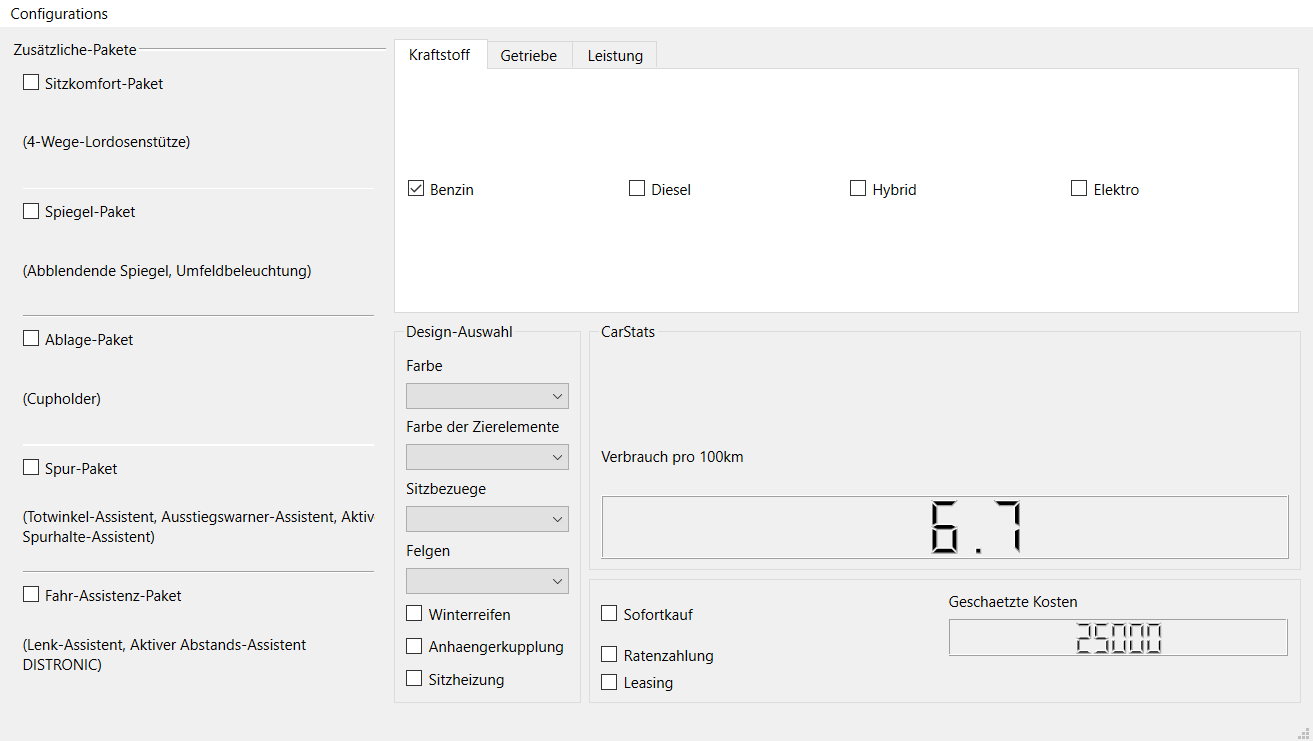 Configurations
Zusätzliche-Pakete
Sitzkomfort-Paket
(4-Wege-Lordosenstütze)
Spiegel-Paket
(Abblendende Spiegel, Umfeldbeleuchtung)
Ablage-Paket
(Cupholder)
Spur-Paket
(Totwinkel-Assistent, Ausstiegswarner-Assistent, Aktiv
Spurhalte-Assistent)
Fahr-Assistenz-Paket
(Lenk-Assistent, Aktiver Abstands-Assistent
DISTRONIC)
Kraftstoff Getriebe Leistung
Benzin Diesel Hybrid Elektro
Design-Auswahl
Farbe
Farbe der Zierelemente
Sitzbezuege
Felgen
Winterreifen
Anhaengerkupplung
Sitzheizung
CarStats
Verbrauch pro 100km
6.7
Sofortkauf
Ratenzahlung
Leasing
Geschaetzte Kosten
25000